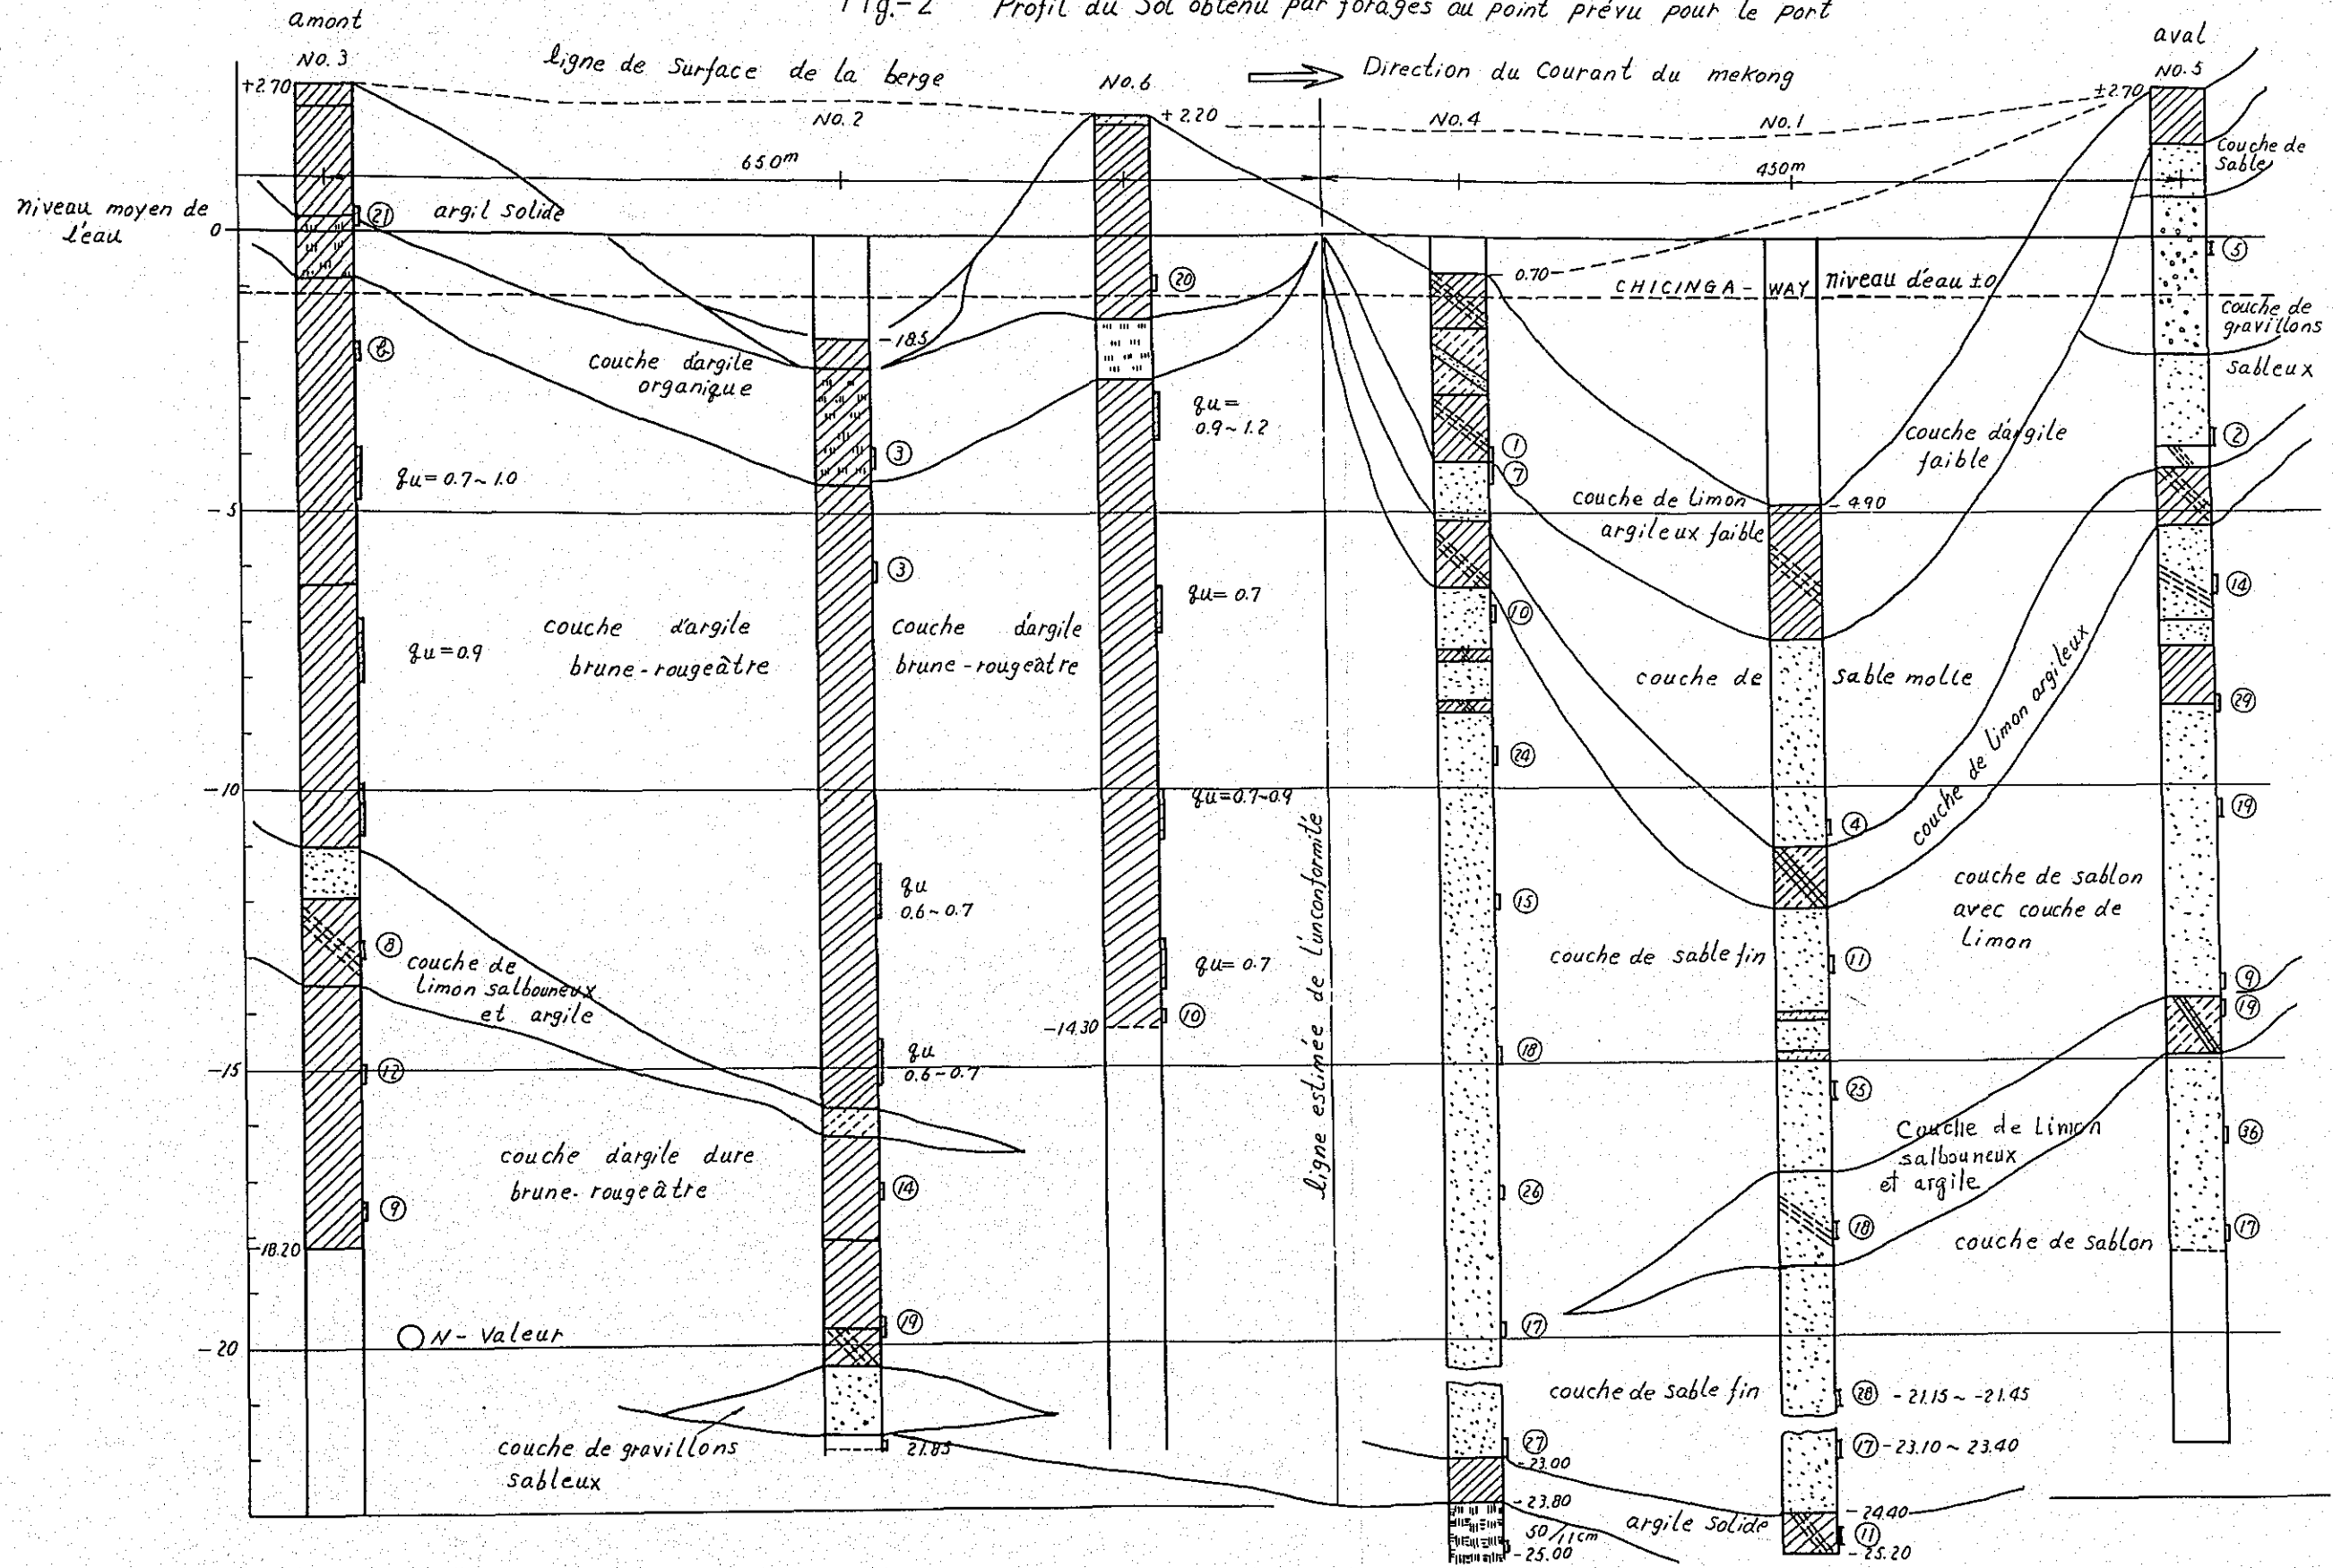 Fig.-2 Profil du Sol obtenu par forages au point prévu pour le port
amont
No. 3
ligne de Surface de la berge
No. 6
Direction du Courant du mekong
aval
No. 5
+2.70
No. 2
+2.20
No. 4
No. 1
±2.70
650m
450m
couche de
sable
niveau moyen de
l'eau
0
21
argil solide
20
-0.70
CHICINGA-WAY niveau d'eau ±0
5
couche de
gravillons
sableux
-18.5
couche d'argile
organique
qu=
0.9~1.2
3
1
7
couche d'argile
faible
2
qu=0.7~1.0
-5
couche de Limon
argileux faible
-4.90
3
qu=0.7
10
14
couche d'argile
brune-rougeâtre
couche d'argile
brune-rougeâtre
qu=0.9
couche de sable molle
couche de limon argileux
29
24
-10
qu=0.7~0.9
4
19
qu
0.6~0.7
15
couche de sablon
avec couche de
Limon
ligne estimée de l'unconformité
8
couche de
limon salbouneux
et argile
qu=0.7
couche de sable fin
11
9
19
-14.30
10
18
-15
12
qu
0.6~0.7
25
couche d'argile dure
brune-rougeâtre
Couche de Limon
salbouneux
et argile
36
9
14
26
18
17
-18.20
couche de sablon
N-Valeur
19
17
-20
couche de sable fin
28 -21.15 ~ -21.45
couche de gravillons
sableux
21.85
27
-23.00
17 -23.10 ~ 23.40
-23.80
50/11cm
-25.00
argile solide
-24.40
11
-25.20